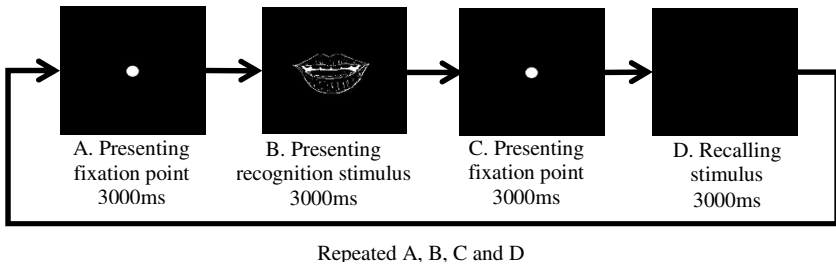 A. Presenting
fixation point
3000ms
B. Presenting
recognition stimulus
3000ms
C. Presenting
fixation point
3000ms
D. Recalling
stimulus
3000ms
Repeated A, B, C and D